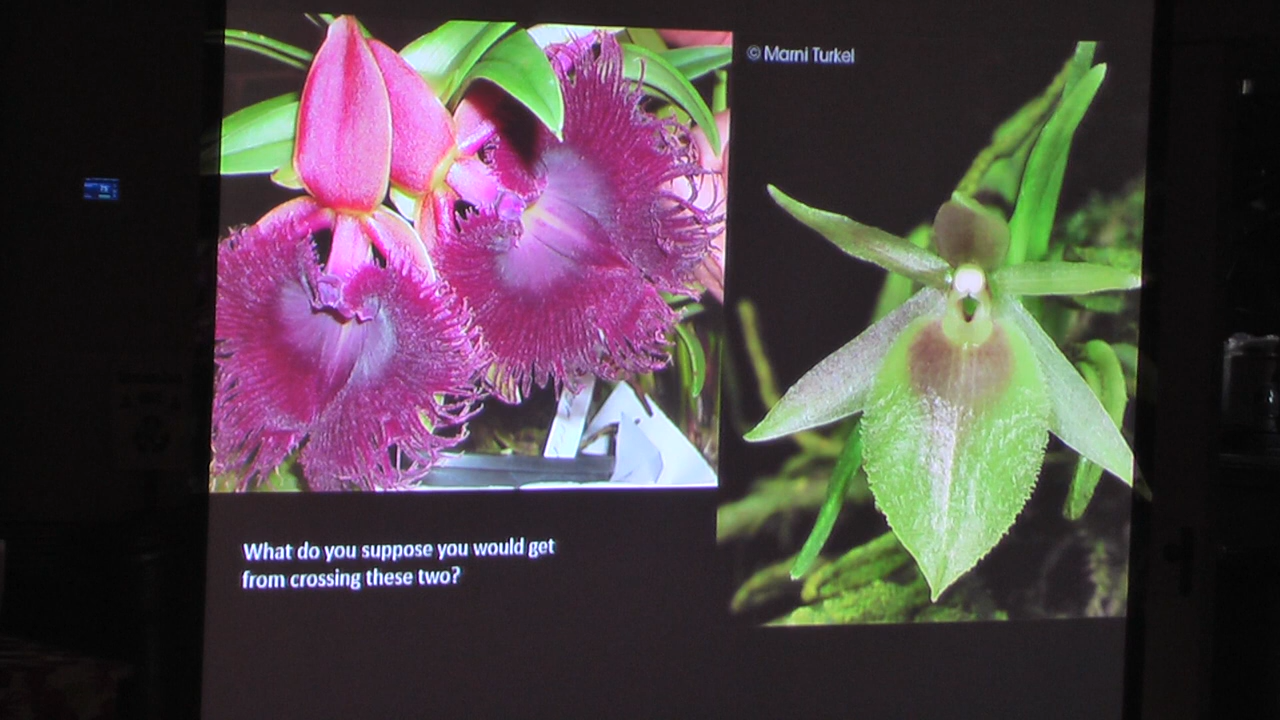 © Marni Turkel
What do you suppose you would get
from crossing these two?